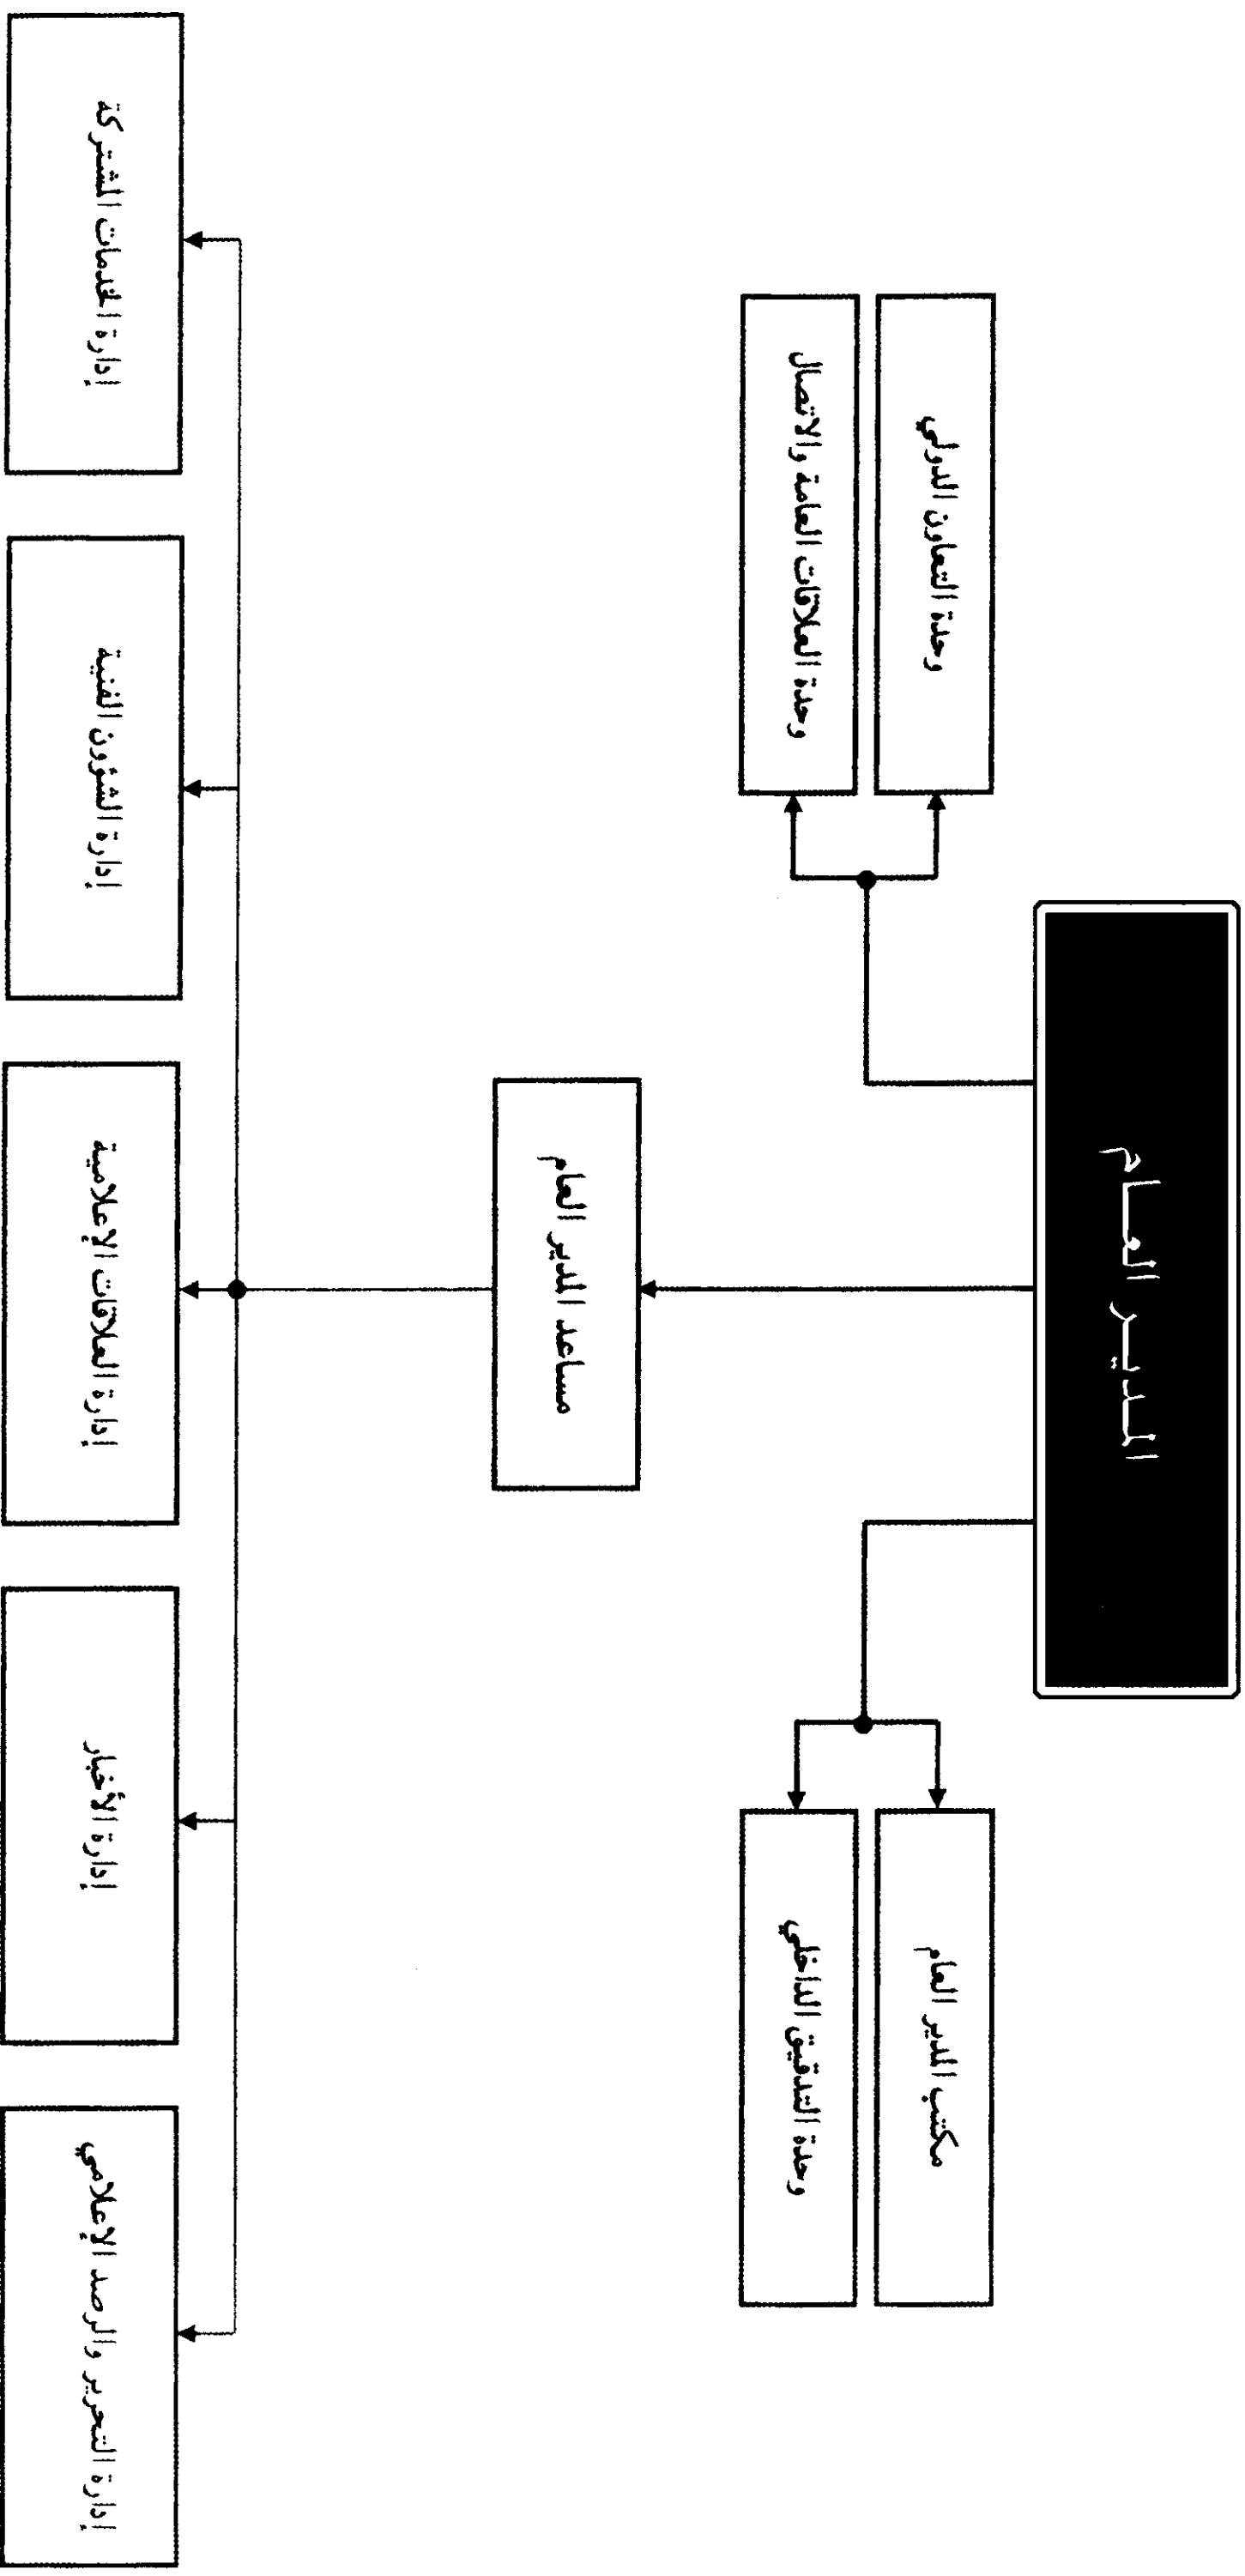 المدير العام
مكتب المدير العام
وحدة التدقيق الداخلي
وحدة التعاون الدولي
وحدة العلاقات العامة والاتصال
مساعد المدير العام
إدارة التحرير والرصد الإعلامي
إدارة الأخبار
إدارة العلاقات الإعلامية
إدارة الشؤون الفنية
إدارة الخدمات المشتركة